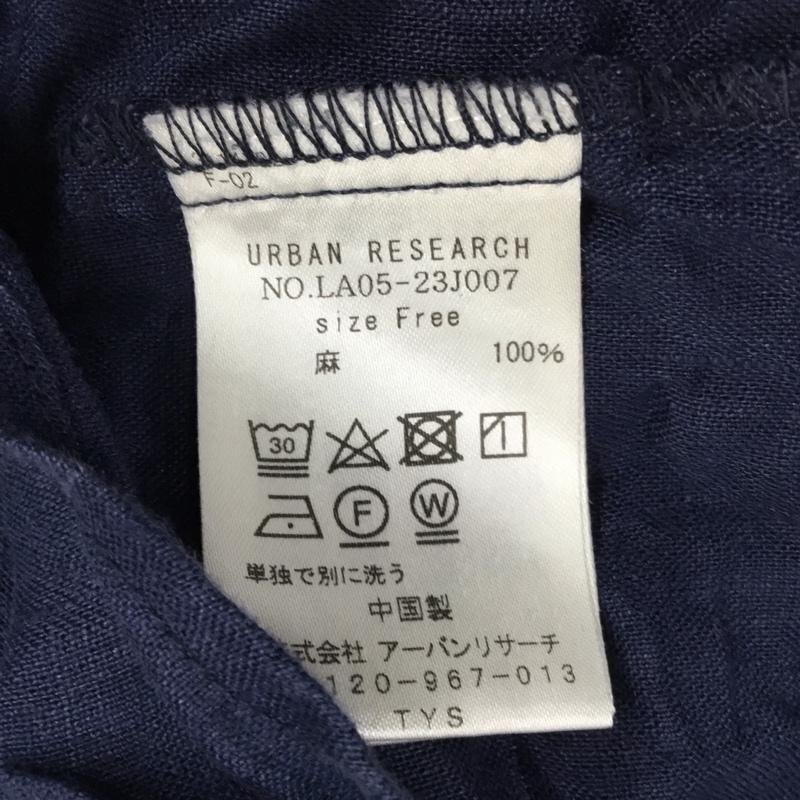 F-02
URBAN RESEARCH
NO.LA05-23J007
size Free
麻 100%
30
F W
単独で別に洗う
中国製
式会社 アーバンリサーチ
120-967-013
TYS